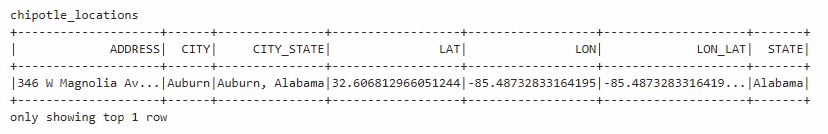 chipotle_locations
+--------------------+------+---------------+------------------+------------------+--------------------+-------+
|             ADDRESS|  CITY|     CITY_STATE|               LAT|               LON|             LON_LAT|  STATE|
+--------------------+------+---------------+------------------+------------------+--------------------+-------+
|346 W Magnolia Av...|Auburn|Auburn, Alabama|32.606812966051244|-85.48732833164195|-85.4873283316419...|Alabama|
+--------------------+------+---------------+------------------+------------------+--------------------+-------+
only showing top 1 row